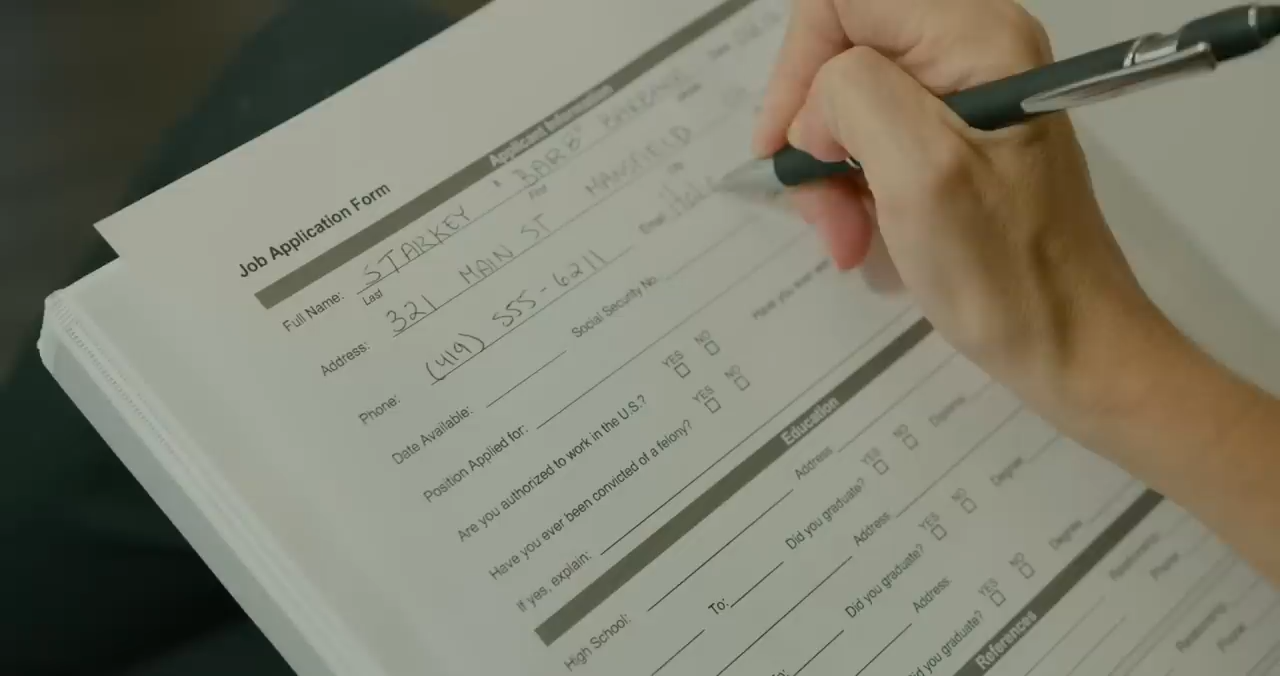 Job Application Form
Applicant Information
Full Name: STARKEY, BARB
Last First
Address: 321 MAIN ST MANSFIELD
City
Phone: (419) 555-6211 Email
Date Available: Social Security No.
Position Applied for:
Are you authorized to work in the U.S.? YES NO Have you ever
Have you ever been convicted of a felony? YES NO
If yes, explain:
Education
High School: Address
To: Did you graduate? YES NO Diploma
Address
Did you graduate? YES NO Degree
Address:
Did you graduate? YES NO Degree
References
Relationship
Phone
Relationship
Phone